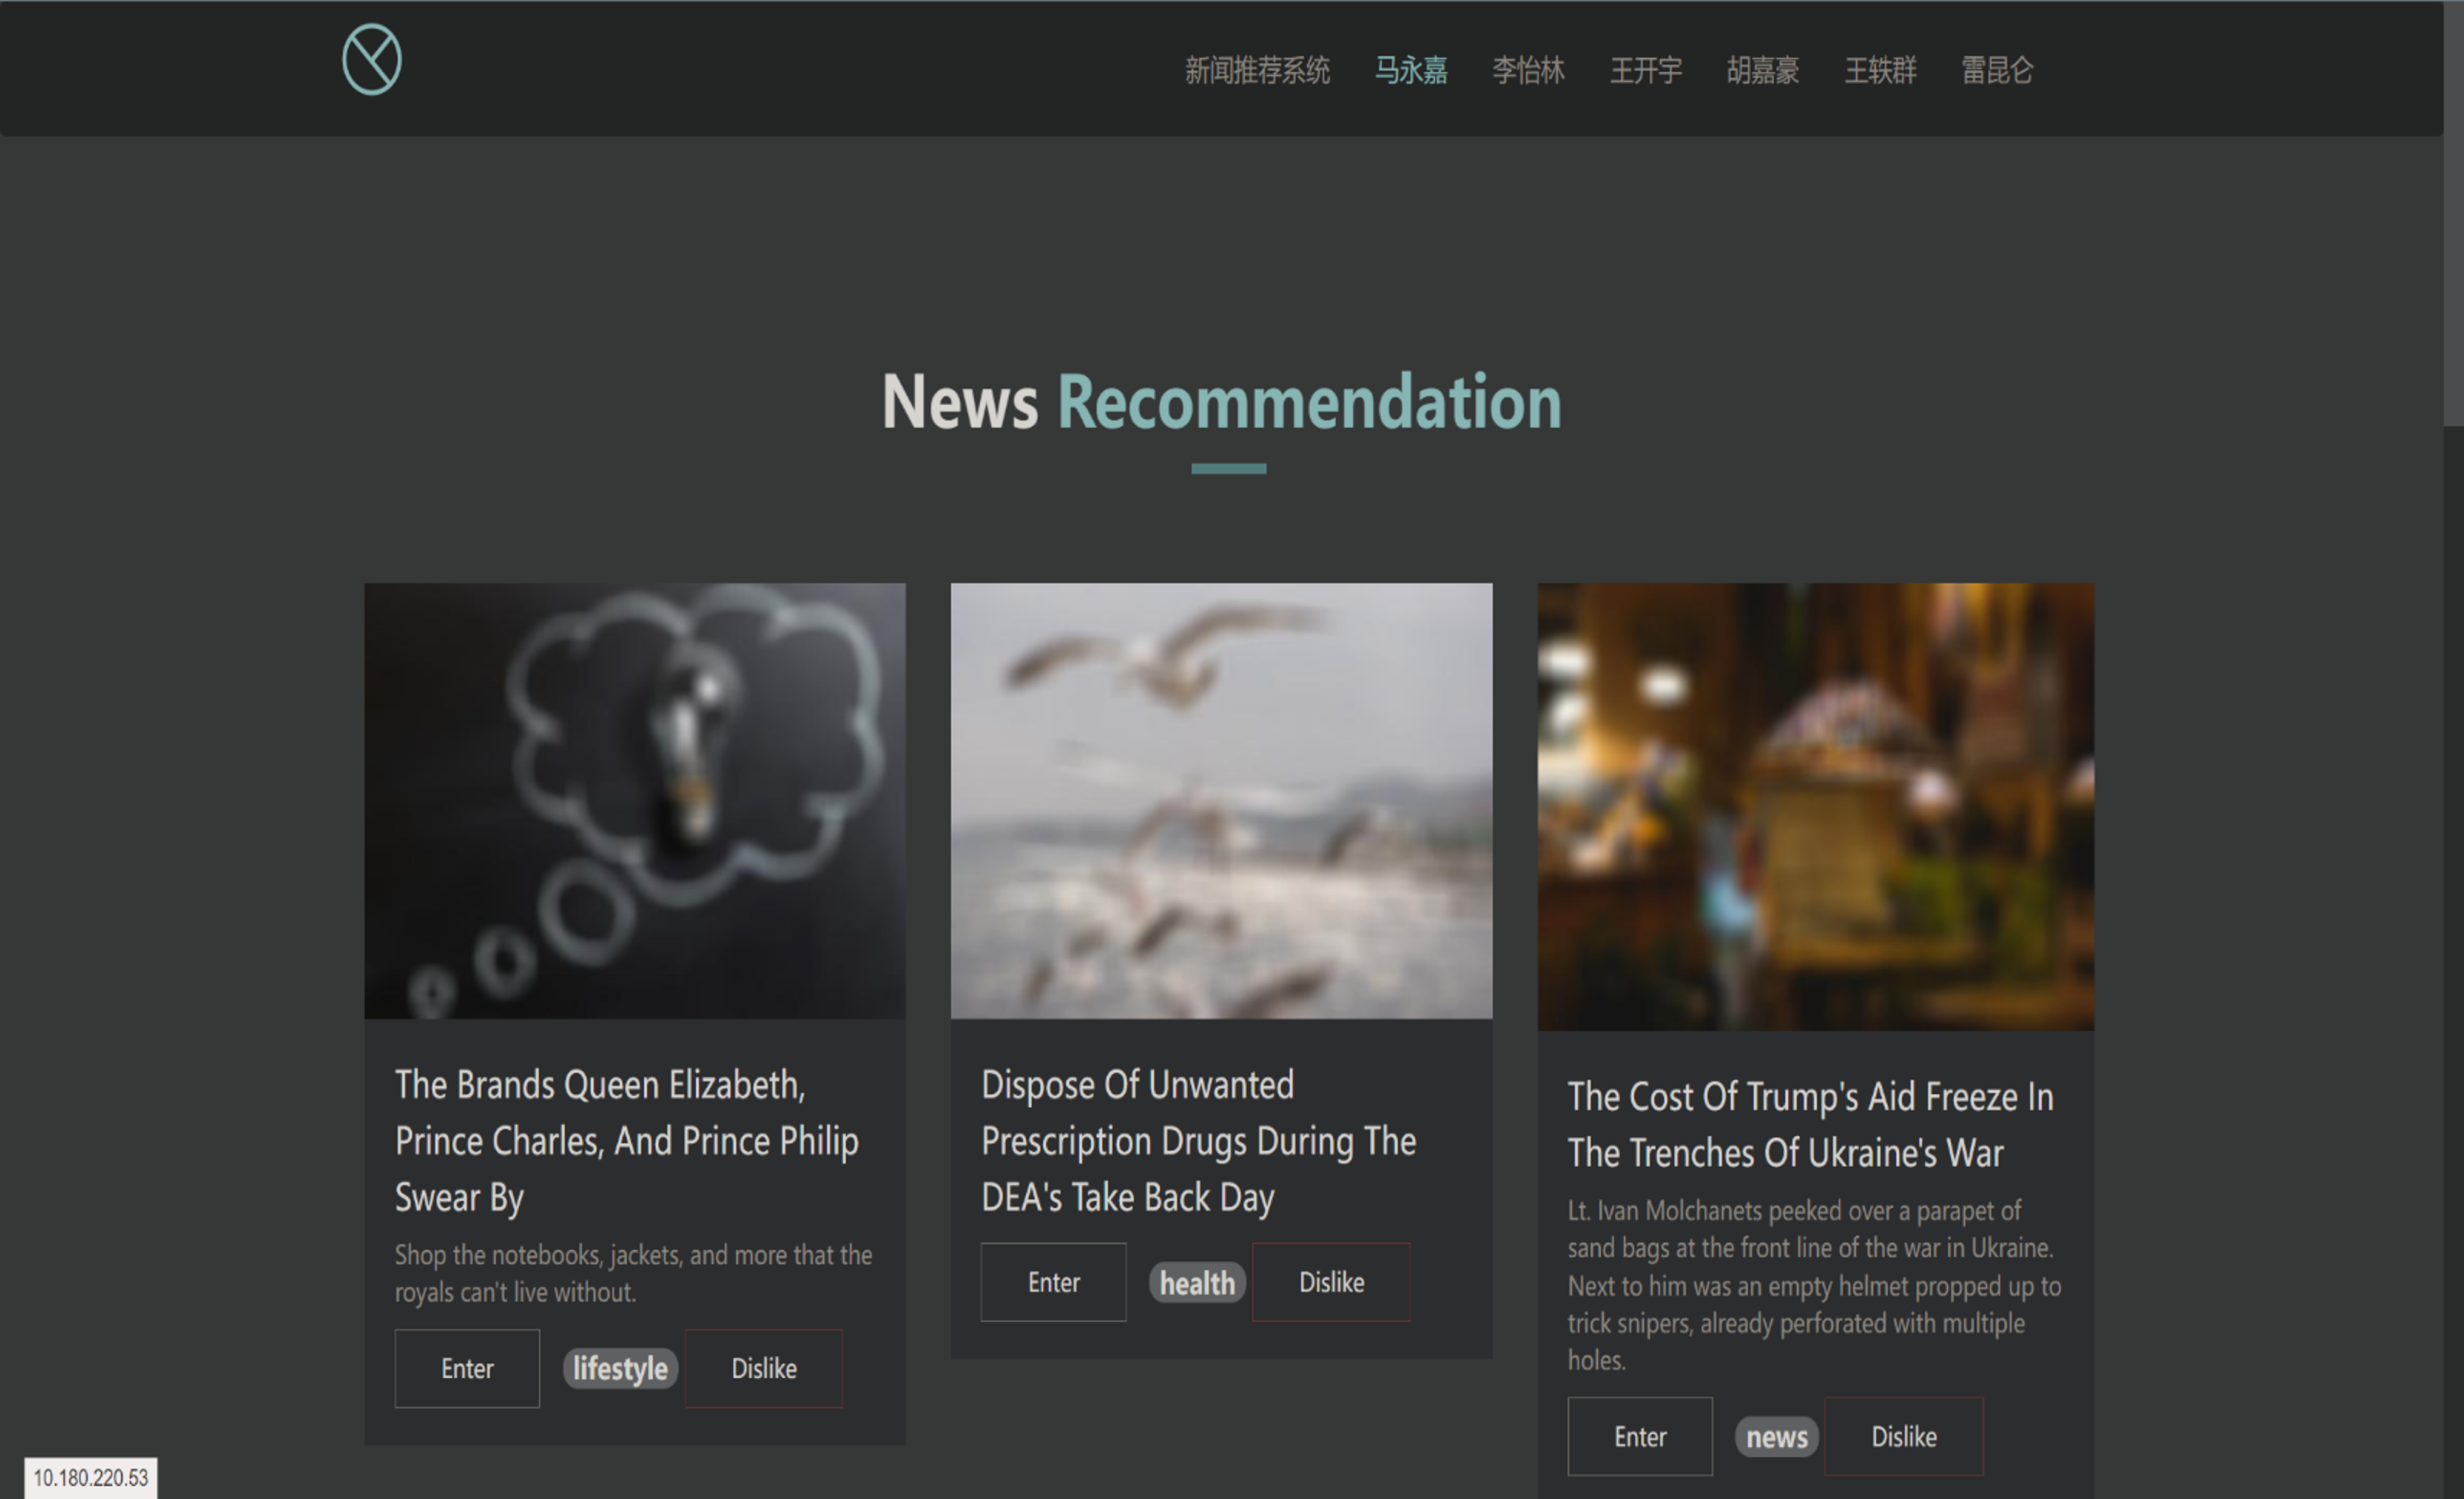 新闻推荐系统 马永嘉 李怡林 王开宇 胡嘉豪 王轶群 雷昆仑
News Recommendation
The Brands Queen Elizabeth,
Prince Charles, And Prince Philip
Swear By
Shop the notebooks, jackets, and more that the
royals can't live without.
Enter lifestyle Dislike
Dispose Of Unwanted
Prescription Drugs During The
DEA's Take Back Day
Enter health Dislike
The Cost Of Trump's Aid Freeze In
The Trenches Of Ukraine's War
Lt. Ivan Molchanets peeked over a parapet of
sand bags at the front line of the war in Ukraine.
Next to him was an empty helmet propped up to
trick snipers, already perforated with multiple
holes.
Enter news Dislike
10.180.220.53